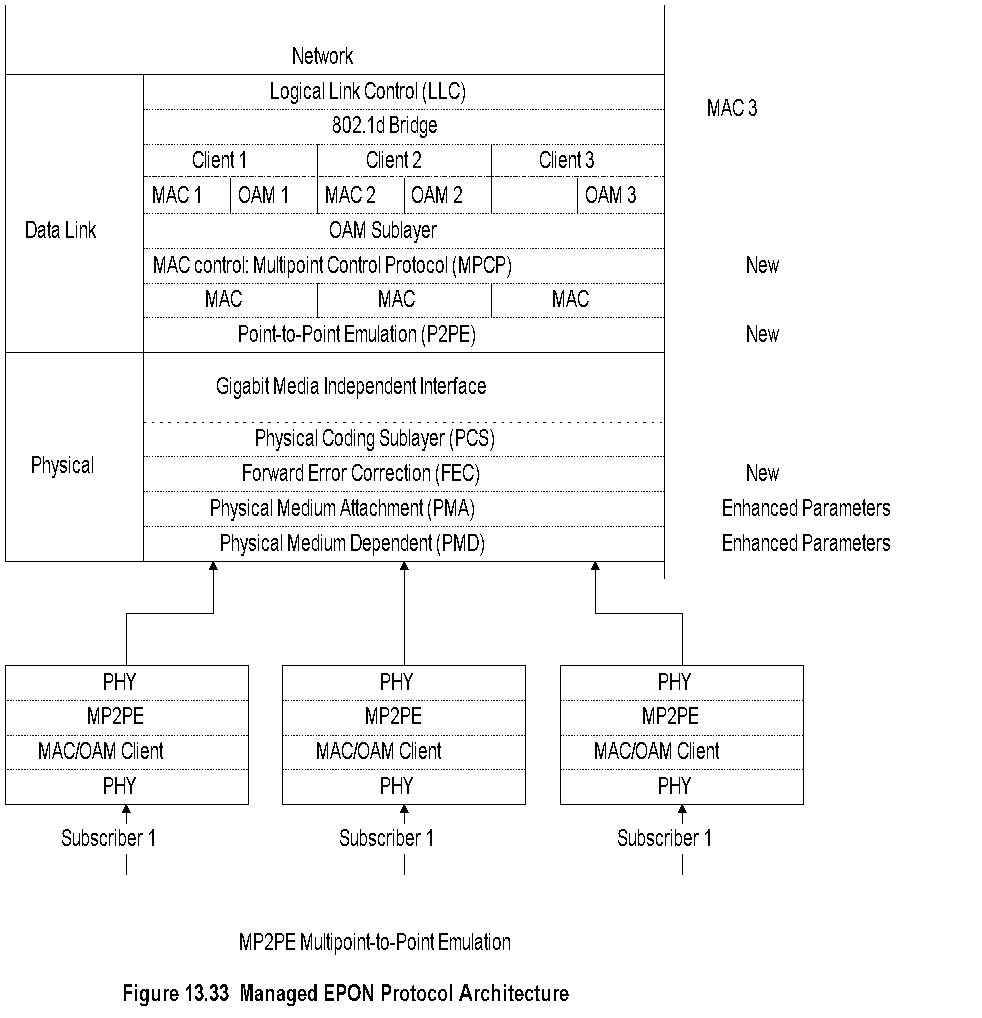 Network
Logical Link Control (LLC)
MAC 3
802.1d Bridge
Client 1 Client 2 Client 3
MAC 1 OAM 1 MAC 2 OAM 2 OAM 3
Data Link
OAM Sublayer
MAC control: Multipoint Control Protocol (MPCP) New
MAC MAC MAC
Point-to-Point Emulation (P2PE) New
Gigabit Media Independent Interface
Physical Coding Sublayer (PCS)
Physical
Forward Error Correction (FEC) New
Physical Medium Attachment (PMA) Enhanced Parameters
Physical Medium Dependent (PMD) Enhanced Parameters
PHY PHY PHY
MP2PE MP2PE MP2PE
MAC/OAM Client MAC/OAM Client MAC/OAM Client
PHY PHY PHY
Subscriber 1 Subscriber 1 Subscriber 1
MP2PE Multipoint-to-Point Emulation
Figure 13.33 Managed EPON Protocol Architecture